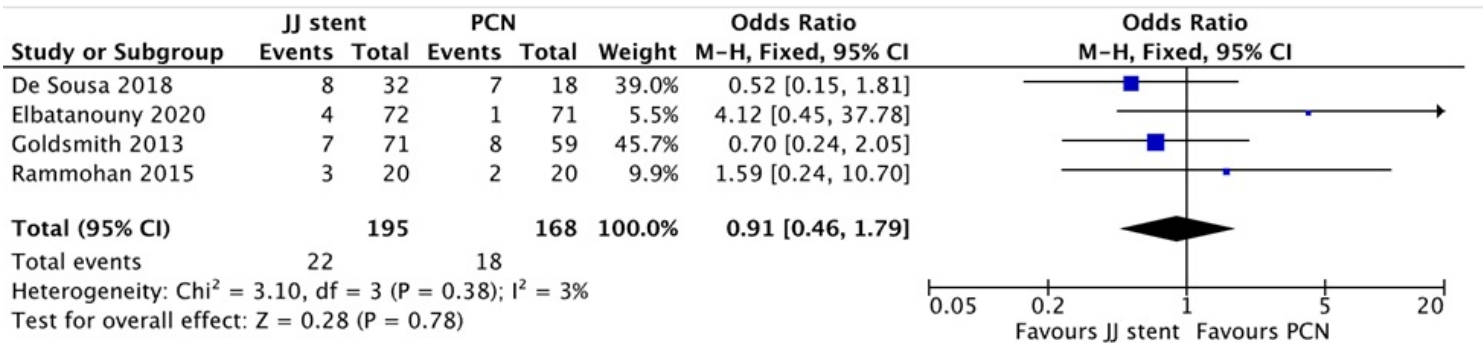 JJ stent PCN Odds Ratio Odds Ratio
Study or Subgroup Events Total Events Total Weight M-H, Fixed, 95% CI M-H, Fixed, 95% CI
De Sousa 2018 8 32 7 18 39.0% 0.52 [0.15, 1.81]
Elbatanouny 2020 4 72 1 71 5.5% 4.12 [0.45, 37.78]
Goldsmith 2013 7 71 8 59 45.7% 0.70 [0.24, 2.05]
Rammohan 2015 3 20 2 20 9.9% 1.59 [0.24, 10.70]
Total (95% CI) 195 168 100.0% 0.91 [0.46, 1.79]
Total events 22 18
Heterogeneity: Chi² = 3.10, df = 3 (P = 0.38); I² = 3%
Test for overall effect: Z = 0.28 (P = 0.78)
0.05 0.2 1 5 20
Favours JJ stent Favours PCN